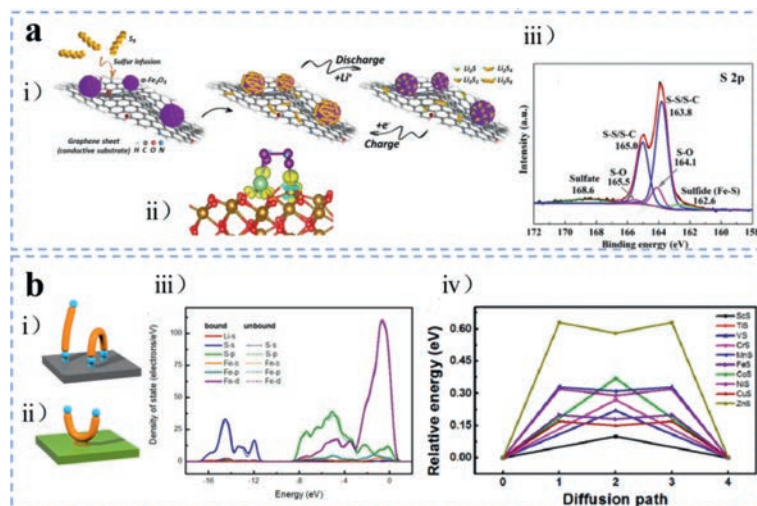 a
i)
S₈
Sulfur infusion
α-Fe₂O₃
Graphene sheet
(conductive substrate)
H C O N
Discharge
+Li⁺
+e⁻
Charge
Li₂S
ii)
iii)
S 2p
S-S/S-C
163.8
S-S/S-C
165.0
S-O
164.1
S-O
165.5
Sulfate
168.6
Sulfide (Fe-S)
162.6
Intensity (a.u.)
172 170 168 166 164 162 160 158
Binding energy (eV)
b
i)
ii)
iii)
bound unbound
Li-s
S-s S-s
S-p S-p
Fe-s Fe-s
Fe-p Fe-p
Fe-d Fe-d
Density of state (electrons/eV)
100
75
50
25
0
-16 -12 -8 -4 0
Energy (eV)
iv)
ScS
TiS
VS
CrS
MnS
FeS
CoS
NiS
CuS
ZnS
Relative energy (eV)
0.60
0.45
0.30
0.15
0.00
0 1 2 3 4
Diffusion path